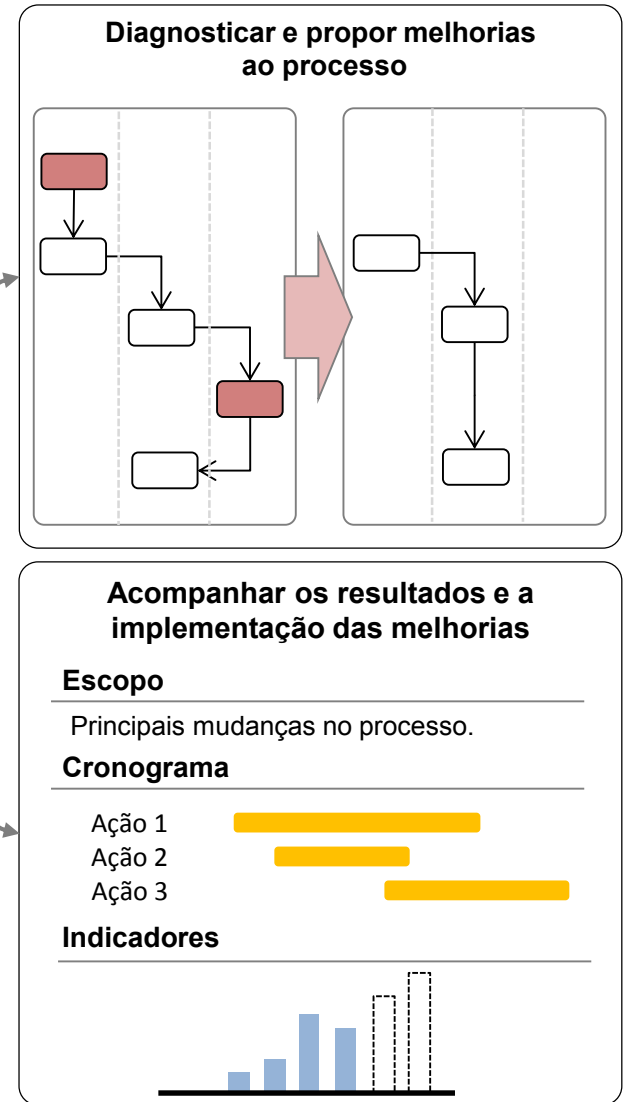 Diagnosticar e propor melhorias
ao processo
Acompanhar os resultados e a
implementação das melhorias
Escopo
Principais mudanças no processo.
Cronograma
Ação 1
Ação 2
Ação 3
Indicadores